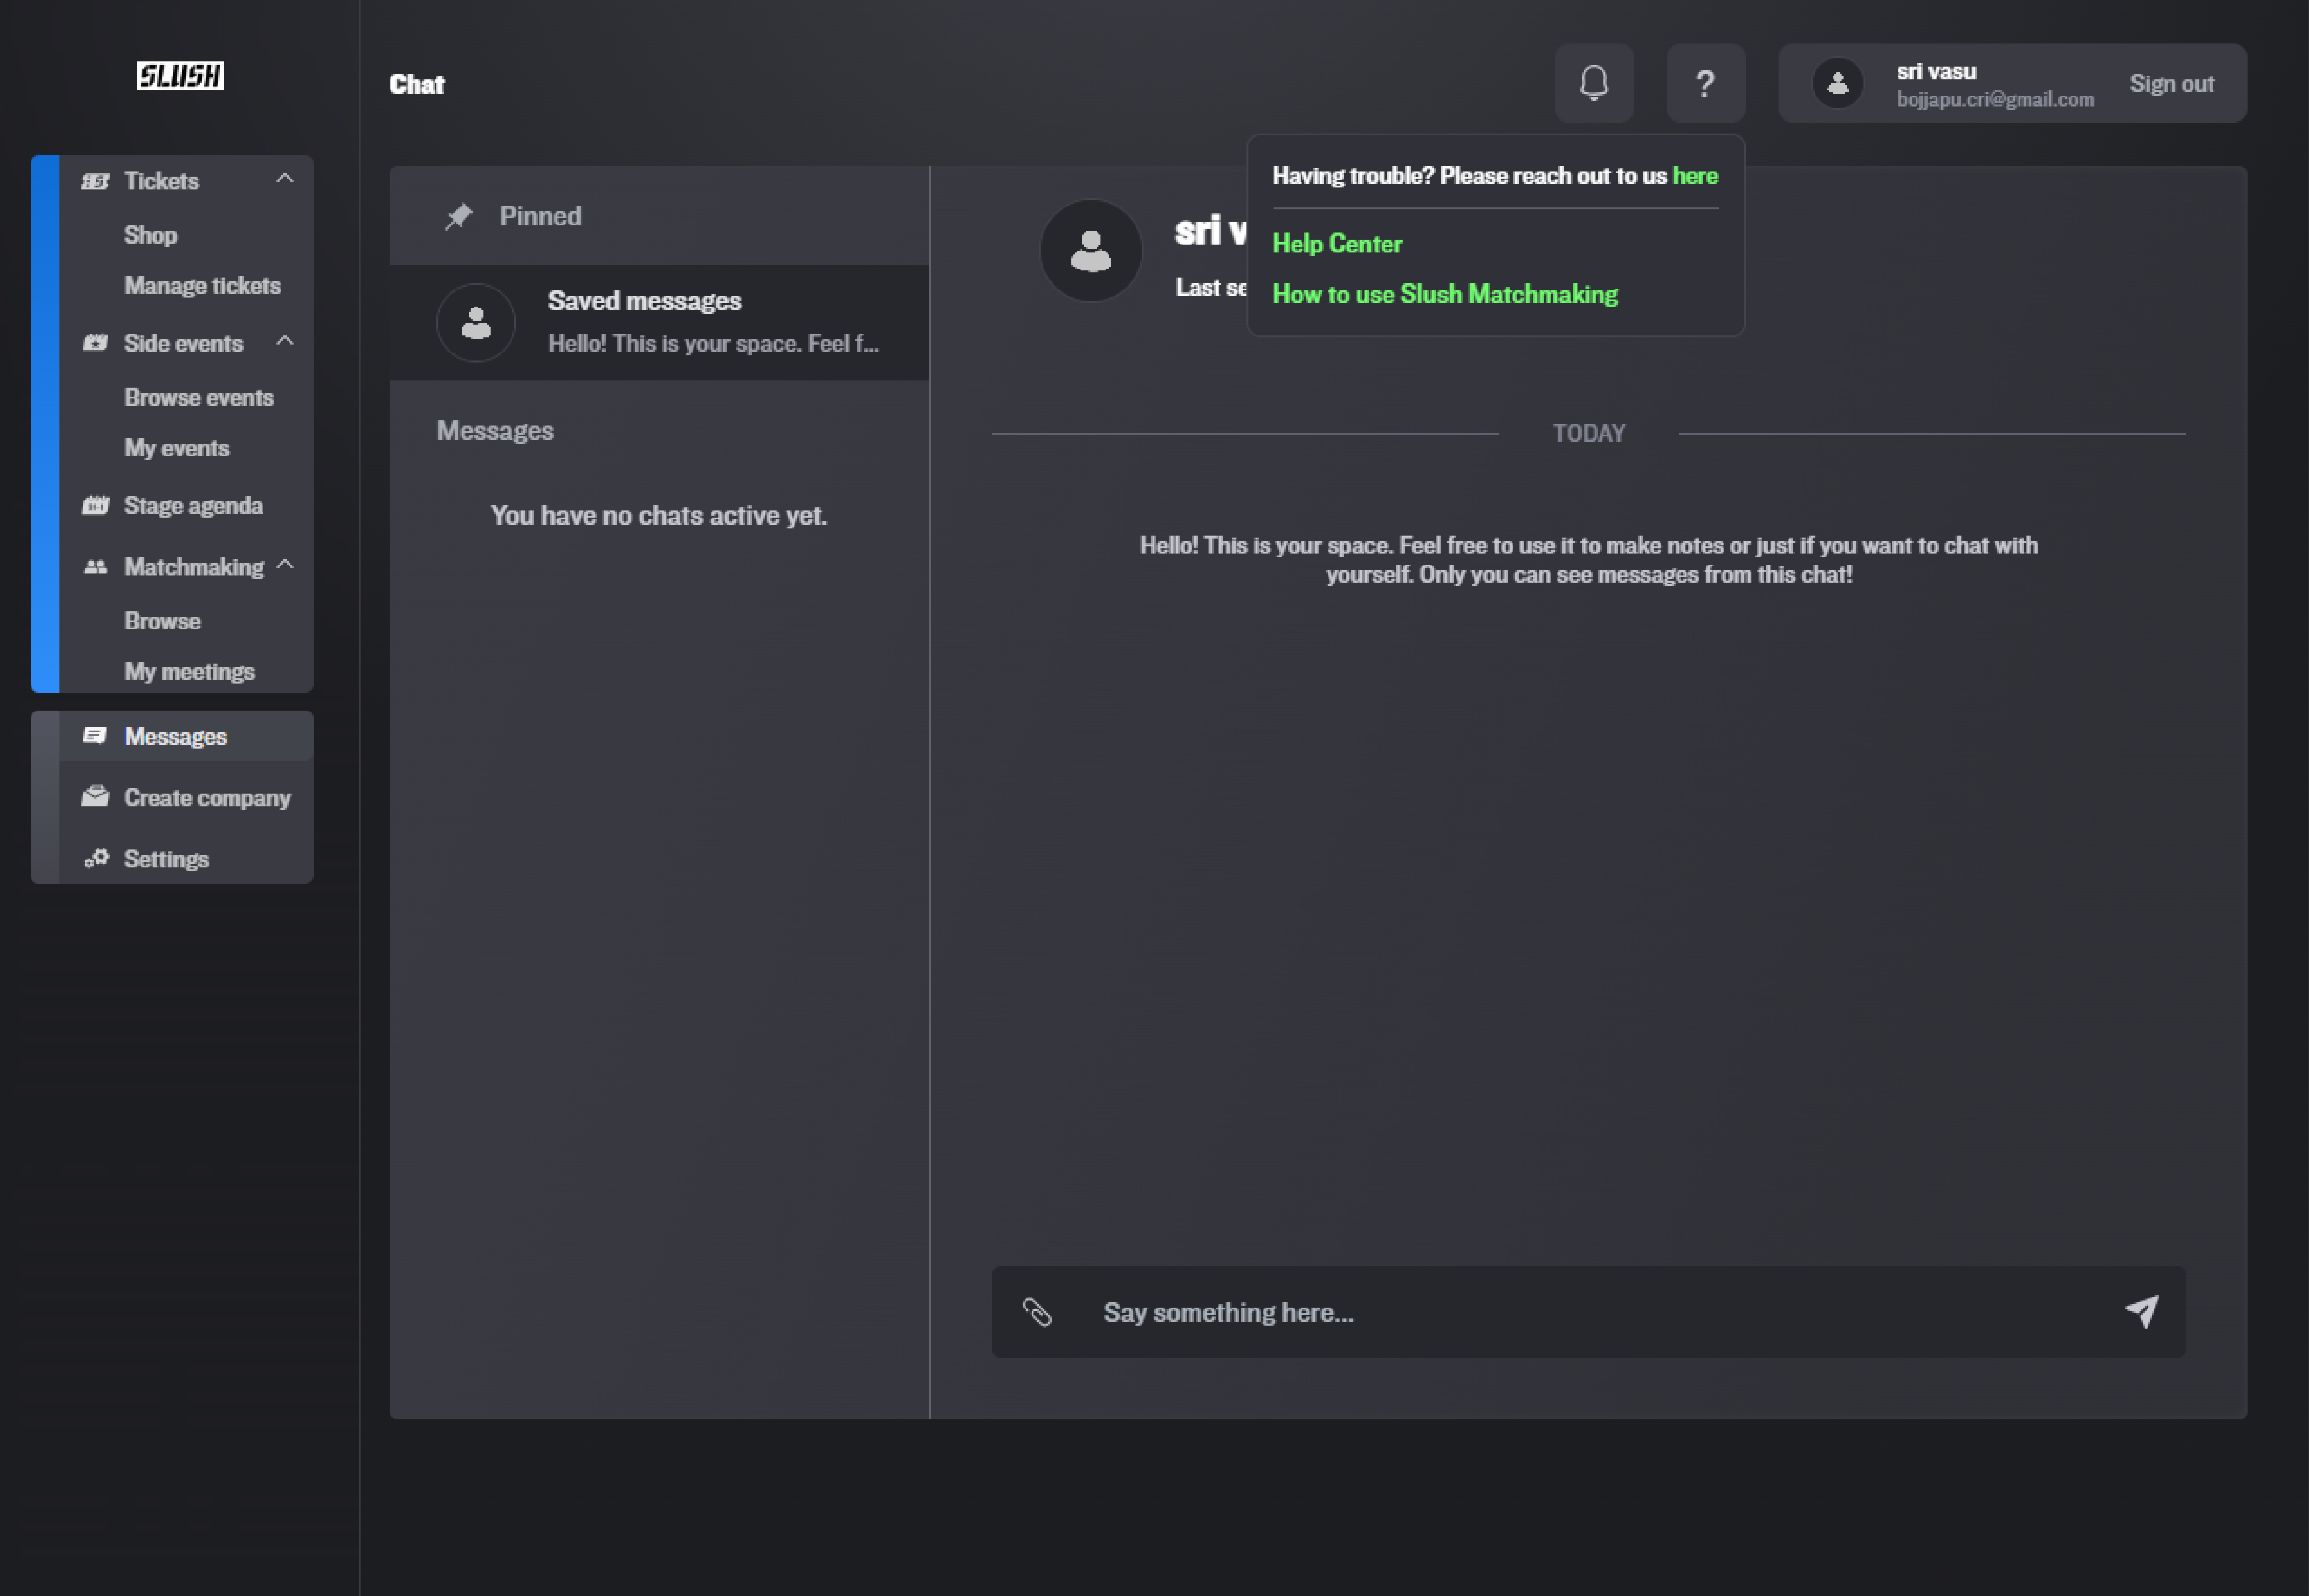 SLUSH
Tickets
Shop
Manage tickets
Side events
Browse events
My events
Stage agenda
Matchmaking
Browse
My meetings
Messages
Create company
Settings
Chat
?
sri vasu
bojjapu.cri@gmail.com
Sign out
Having trouble? Please reach out to us here
Help Center
How to use Slush Matchmaking
Pinned
Saved messages
Hello! This is your space. Feel f...
Messages
You have no chats active yet.
sri v
Last se
TODAY
Hello! This is your space. Feel free to use it to make notes or just if you want to chat with
yourself. Only you can see messages from this chat!
Say something here...